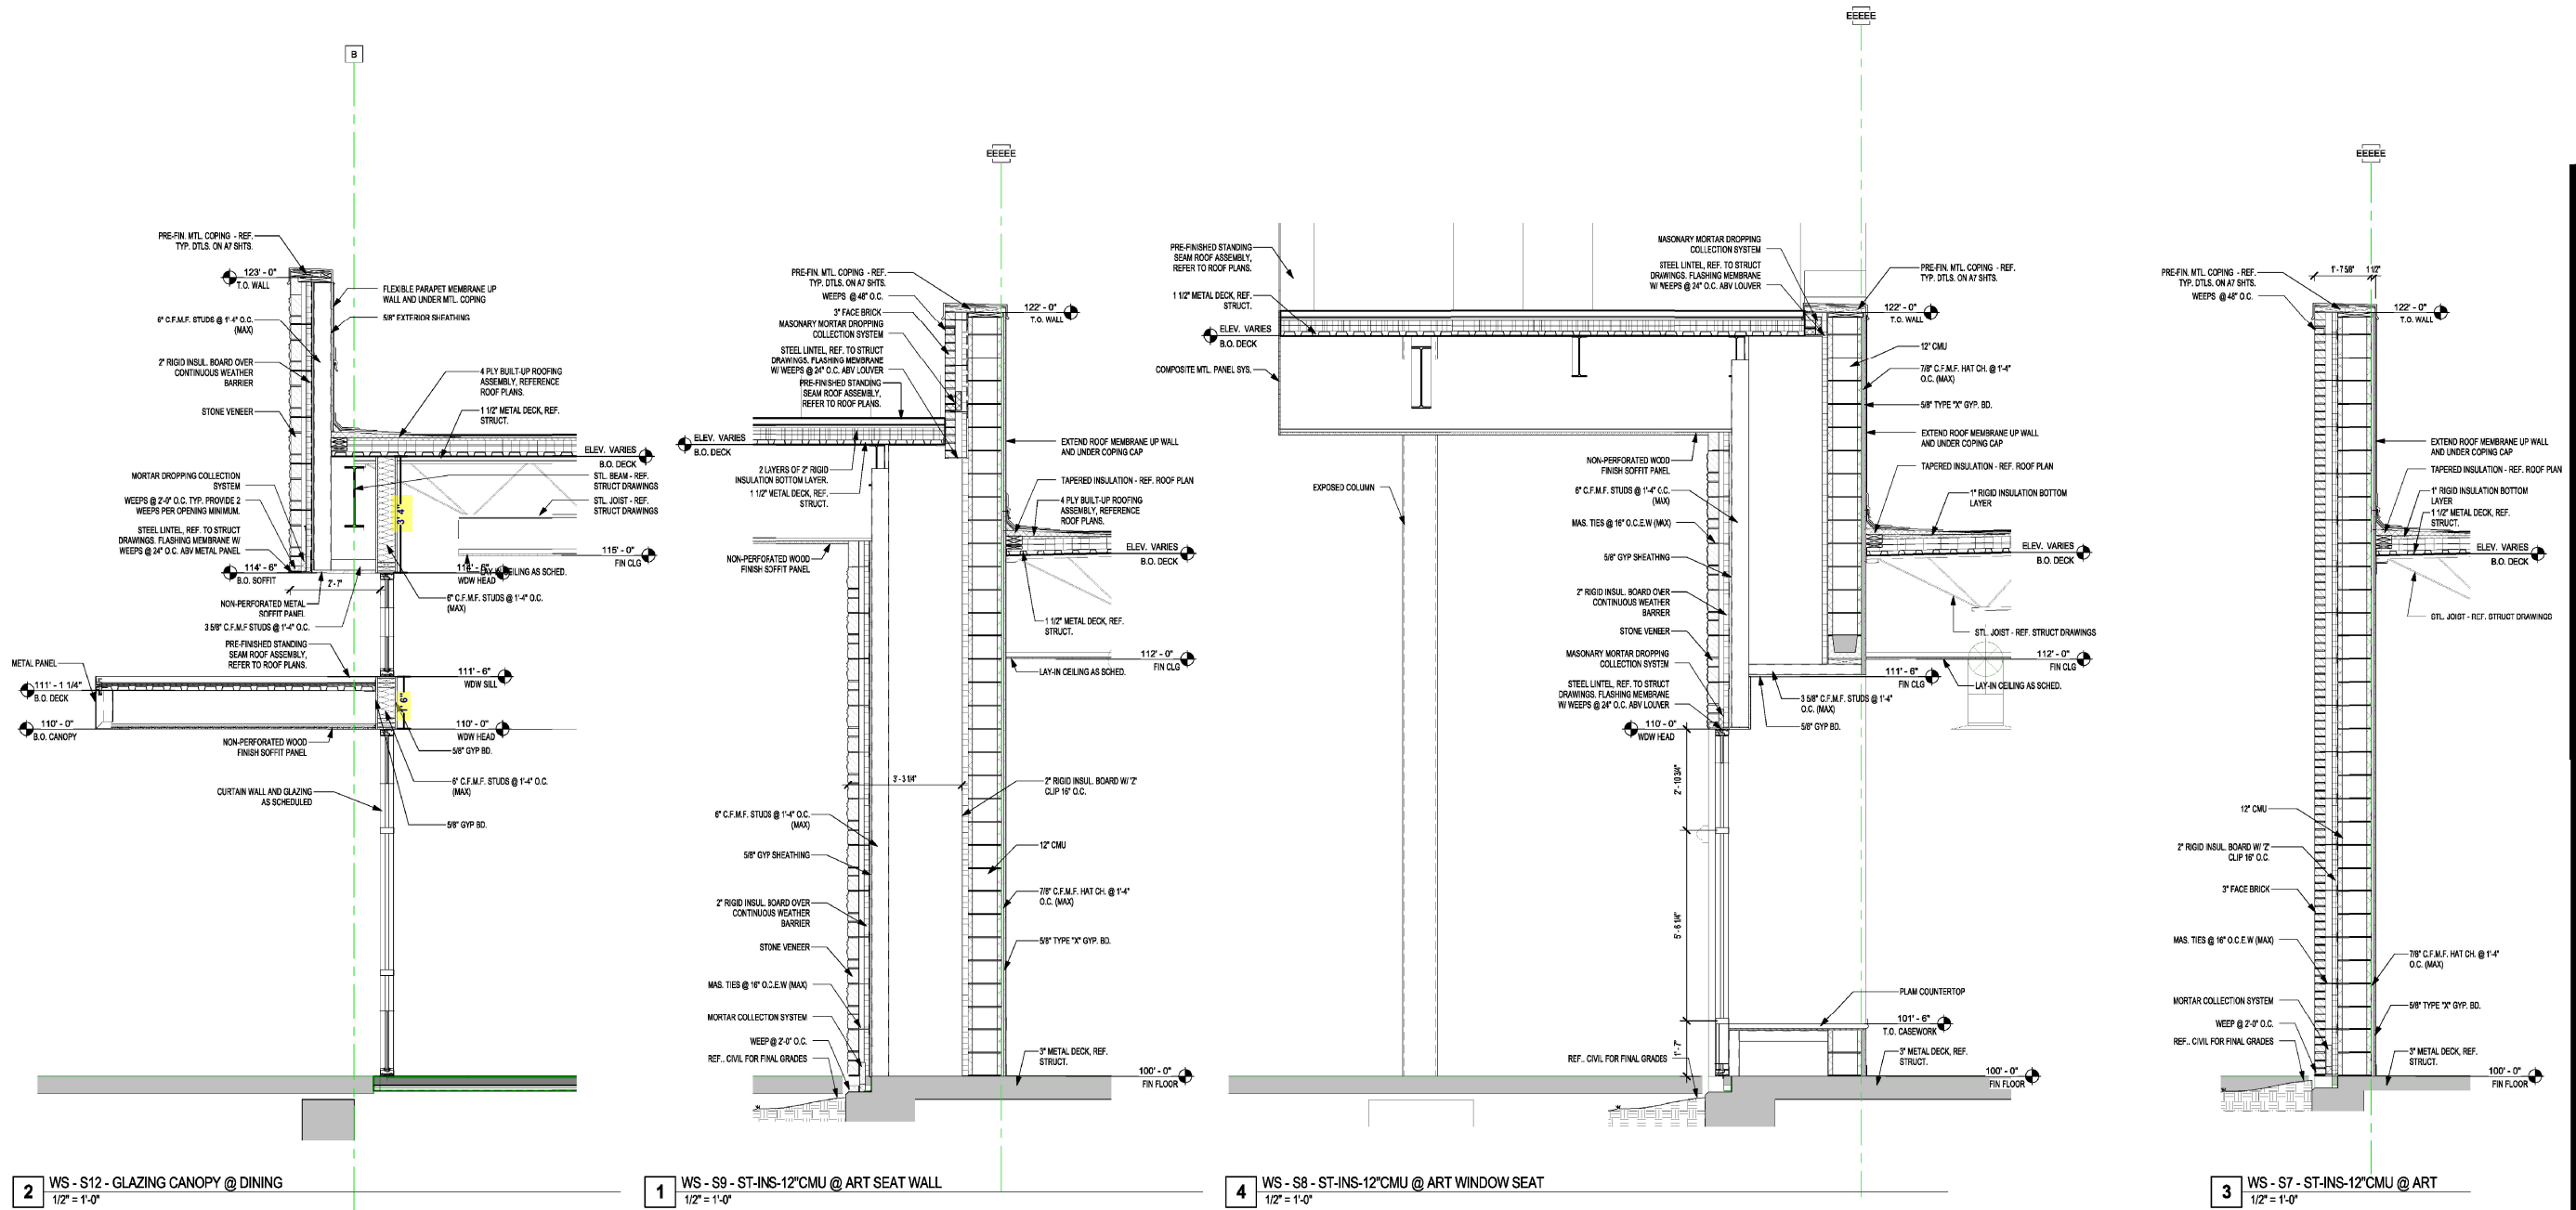 B
PRE-FIN. MTL. COPING - REF.
TYP. DTLS. ON A7 SHTS.
123' - 0"
T.O. WALL
FLEXIBLE PARAPET MEMBRANE UP
WALL AND UNDER MTL. COPING
6" C.F.M.F. STUDS @ 1'-4" O.C.
(MAX)
5/8" EXTERIOR SHEATHING
2" RIGID INSUL. BOARD OVER
CONTINUOUS WEATHER
BARRIER
4 PLY BUILT-UP ROOFING
ASSEMBLY, REFERENCE
ROOF PLANS.
STONE VENEER
1 1/2" METAL DECK, REF.
STRUCT.
ELEV. VARIES
B.O. DECK
MORTAR DROPPING COLLECTION
SYSTEM
STL. BEAM - REF.
STRUCT DRAWINGS
WEEPS @ 2'-0" O.C. TYP. PROVIDE 2
WEEPS PER OPENING MINIMUM.
STL. JOIST - REF.
STRUCT DRAWINGS
3' 4"
STEEL LINTEL, REF. TO STRUCT
DRAWINGS. FLASHING MEMBRANE W/
WEEPS @ 24" O.C. ABV METAL PANEL
115' - 0"
FIN CLG
114' - 6"
B.O. SOFFIT
114' - 6"
WDW HEAD
LAY-IN CEILING AS SCHED.
2' - 7"
NON-PERFORATED METAL
SOFFIT PANEL
6" C.F.M.F. STUDS @ 1'-4" O.C.
(MAX)
3 5/8" C.F.M.F STUDS @ 1'-4" O.C.
PRE-FINISHED STANDING
SEAM ROOF ASSEMBLY,
REFER TO ROOF PLANS.
METAL PANEL
111' - 6"
WDW SILL
111' - 1 1/4"
B.O. DECK
1' 6"
110' - 0"
B.O. CANOPY
110' - 0"
WDW HEAD
NON-PERFORATED WOOD
FINISH SOFFIT PANEL
5/8" GYP BD.
6" C.F.M.F. STUDS @ 1'-4" O.C.
(MAX)
CURTAIN WALL AND GLAZING
AS SCHEDULED
5/8" GYP BD.
2
WS - S12 - GLAZING CANOPY @ DINING
1/2" = 1'-0"
EEEEE
PRE-FIN. MTL. COPING - REF.
TYP. DTLS. ON A7 SHTS.
WEEPS @ 48" O.C.
3" FACE BRICK
MASONARY MORTAR DROPPING
COLLECTION SYSTEM
122' - 0"
T.O. WALL
STEEL LINTEL, REF. TO STRUCT
DRAWINGS. FLASHING MEMBRANE
W/ WEEPS @ 24" O.C. ABV LOUVER
PRE-FINISHED STANDING
SEAM ROOF ASSEMBLY,
REFER TO ROOF PLANS.
ELEV. VARIES
B.O. DECK
EXTEND ROOF MEMBRANE UP WALL
AND UNDER COPING CAP
2 LAYERS OF 2" RIGID
INSULATION BOTTOM LAYER.
1 1/2" METAL DECK, REF.
STRUCT.
TAPERED INSULATION - REF. ROOF PLAN
4 PLY BUILT-UP ROOFING
ASSEMBLY, REFERENCE
ROOF PLANS.
NON-PERFORATED WOOD
FINISH SOFFIT PANEL
ELEV. VARIES
B.O. DECK
1 1/2" METAL DECK, REF.
STRUCT.
112' - 0"
FIN CLG
LAY-IN CEILING AS SCHED.
3' - 3 1/4"
2" RIGID INSUL. BOARD W/ 'Z'
CLIP 16" O.C.
6" C.F.M.F. STUDS @ 1'-4" O.C.
(MAX)
5/8" GYP SHEATHING
12" CMU
7/8" C.F.M.F. HAT CH. @ 1'-4"
O.C. (MAX)
2" RIGID INSUL. BOARD OVER
CONTINUOUS WEATHER
BARRIER
5/8" TYPE "X" GYP. BD.
STONE VENEER
MAS. TIES @ 16" O.C.E.W (MAX)
MORTAR COLLECTION SYSTEM
WEEP @ 2'-0" O.C.
REF.. CIVIL FOR FINAL GRADES
3" METAL DECK, REF.
STRUCT.
100' - 0"
FIN FLOOR
1
WS - S9 - ST-INS-12"CMU @ ART SEAT WALL
1/2" = 1'-0"
EEEEE
PRE-FINISHED STANDING
SEAM ROOF ASSEMBLY,
REFER TO ROOF PLANS.
MASONARY MORTAR DROPPING
COLLECTION SYSTEM
STEEL LINTEL, REF. TO STRUCT
DRAWINGS. FLASHING MEMBRANE
W/ WEEPS @ 24" O.C. ABV LOUVER
PRE-FIN. MTL. COPING - REF.
TYP. DTLS. ON A7 SHTS.
1 1/2" METAL DECK, REF.
STRUCT.
122' - 0"
T.O. WALL
ELEV. VARIES
B.O. DECK
12" CMU
COMPOSITE MTL. PANEL SYS.
7/8" C.F.M.F. HAT CH. @ 1'-4"
O.C. (MAX)
5/8" TYPE "X" GYP. BD.
EXTEND ROOF MEMBRANE UP WALL
AND UNDER COPING CAP
NON-PERFORATED WOOD
FINISH SOFFIT PANEL
TAPERED INSULATION - REF. ROOF PLAN
EXPOSED COLUMN
6" C.F.M.F. STUDS @ 1'-4" O.C.
(MAX)
1" RIGID INSULATION BOTTOM
LAYER
MAS. TIES @ 16" O.C.E.W (MAX)
ELEV. VARIES
B.O. DECK
5/8" GYP SHEATHING
2" RIGID INSUL. BOARD OVER
CONTINUOUS WEATHER
BARRIER
STONE VENEER
STL. JOIST - REF. STRUCT DRAWINGS
MASONARY MORTAR DROPPING
COLLECTION SYSTEM
112' - 0"
FIN CLG
111' - 6"
FIN CLG
LAY-IN CEILING AS SCHED.
STEEL LINTEL, REF. TO STRUCT
DRAWINGS. FLASHING MEMBRANE
W/ WEEPS @ 24" O.C. ABV LOUVER
3 5/8" C.F.M.F. STUDS @ 1'-4"
O.C. (MAX)
5/8" GYP BD.
110' - 0"
WDW HEAD
2' - 10 3/4"
5' - 6 1/4"
PLAM COUNTERTOP
101' - 6"
T.O. CASEWORK
1' - 7"
REF.. CIVIL FOR FINAL GRADES
3" METAL DECK, REF.
STRUCT.
100' - 0"
FIN FLOOR
4
WS - S8 - ST-INS-12"CMU @ ART WINDOW SEAT
1/2" = 1'-0"
EEEEE
1' - 7 5/8"
1 1/2"
PRE-FIN. MTL. COPING - REF.
TYP. DTLS. ON A7 SHTS.
WEEPS @ 48" O.C.
122' - 0"
T.O. WALL
EXTEND ROOF MEMBRANE UP WALL
AND UNDER COPING CAP
TAPERED INSULATION - REF. ROOF PLAN
1" RIGID INSULATION BOTTOM
LAYER
1 1/2" METAL DECK, REF.
STRUCT.
ELEV. VARIES
B.O. DECK
STL. JOIST - REF. STRUCT DRAWINGS
12" CMU
2" RIGID INSUL. BOARD W/ 'Z'
CLIP 16" O.C.
3" FACE BRICK
MAS. TIES @ 16" O.C.E.W (MAX)
7/8" C.F.M.F. HAT CH. @ 1'-4"
O.C. (MAX)
MORTAR COLLECTION SYSTEM
5/8" TYPE "X" GYP. BD.
WEEP @ 2'-0" O.C.
REF.. CIVIL FOR FINAL GRADES
3" METAL DECK, REF.
STRUCT.
100' - 0"
FIN FLOOR
3
WS - S7 - ST-INS-12"CMU @ ART
1/2" = 1'-0"